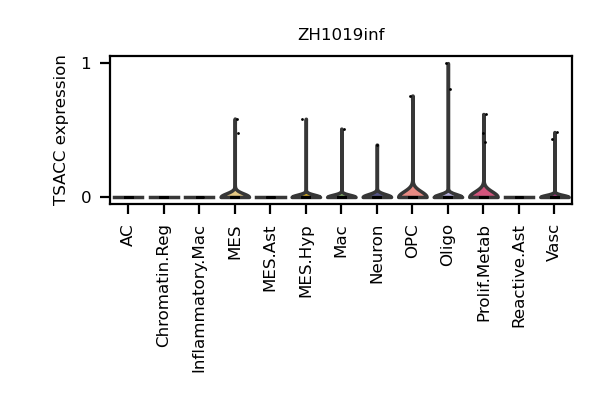 ZH1019inf
TSACC expression
1
0
AC
Chromatin.Reg
Inflammatory.Mac
MES
MES.Ast
MES.Hyp
Mac
Neuron
OPC
Oligo
Prolif.Metab
Reactive.Ast
Vasc